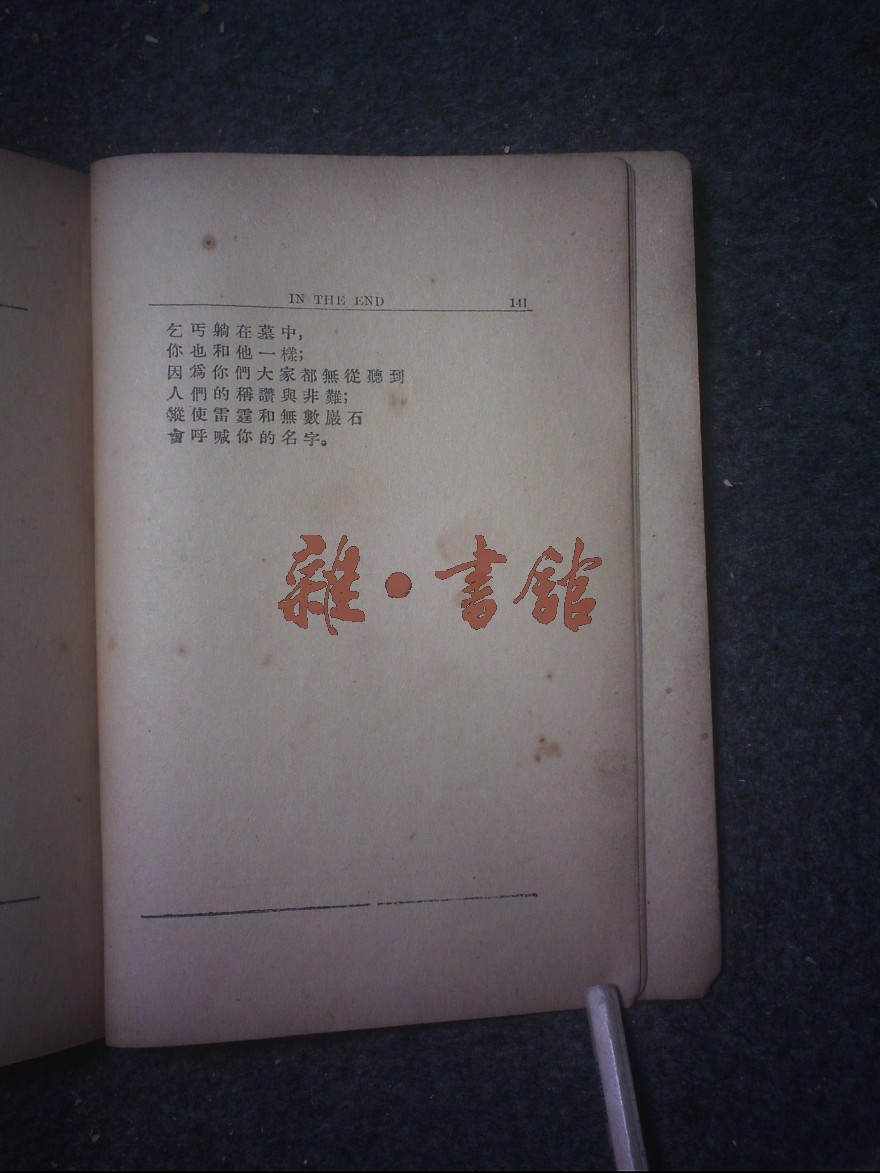 IN THE END 141
乞丐躺在墓中,
你也和他一樣;
因爲你們大家都無從聽到
人們的稱讚與非難;
縱使雷霆和無數巖石
會呼喊你的名字。
雜·書館